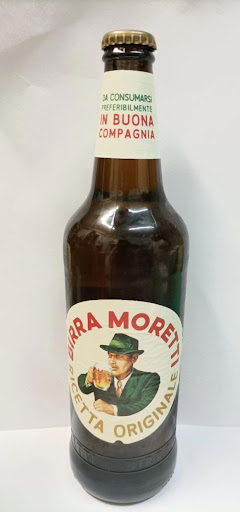 DA CONSUMARSI
PREFERIBILMENTE
IN BUONA
COMPAGNIA
BIRRA MORETTI
RICETTA ORIGINALE